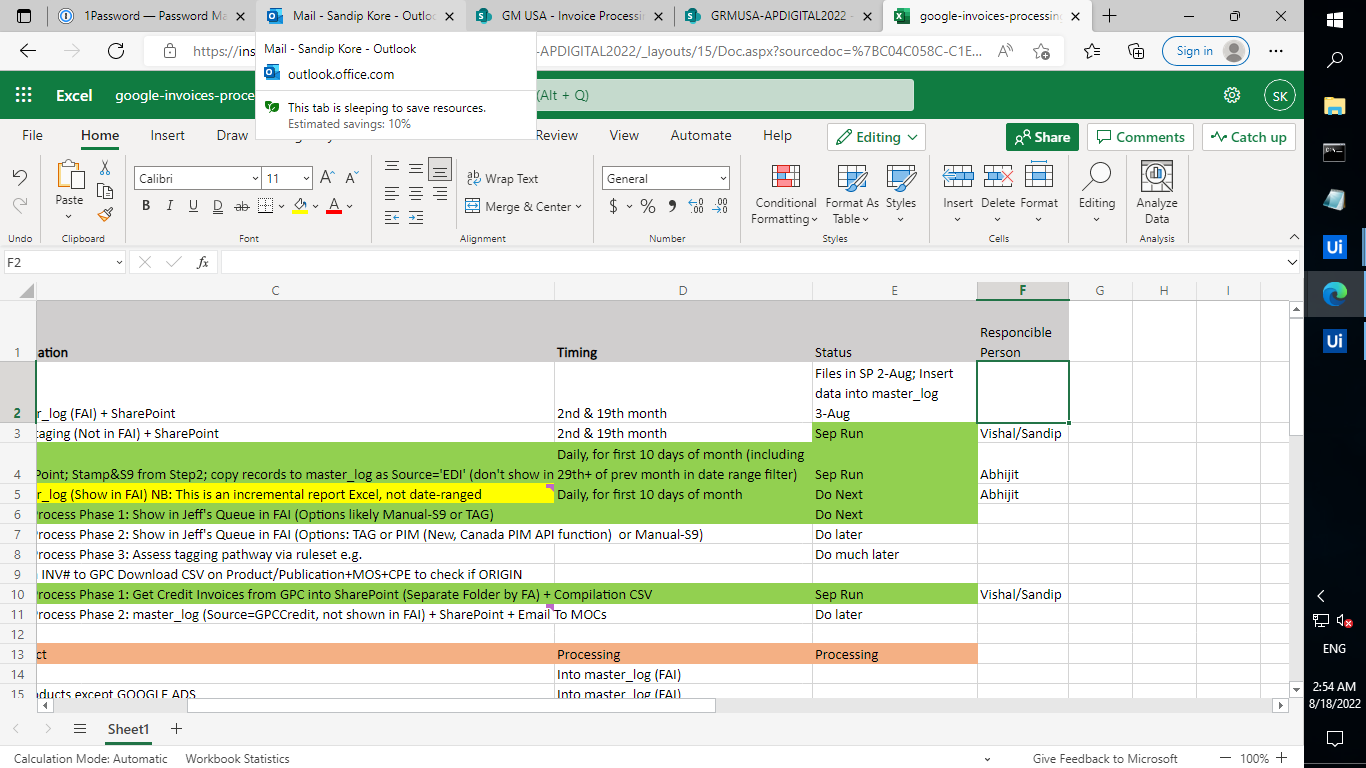 1Password — Password Ma
Mail - Sandip Kore - Outloo
GM USA - Invoice Processi
GRMUSA-APDIGITAL2022 -
google-invoices-processin
https://ins
-APDIGITAL2022/_layouts/15/Doc.aspx?sourcedoc=%7BC04C058C-C1E...
Sign in
Mail - Sandip Kore - Outlook
outlook.office.com
This tab is sleeping to save resources.
Estimated savings: 10%
Excel
google-invoices-proce
(Alt + Q)
SK
File
Home
Insert
Draw
Review
View
Automate
Help
Editing
Share
Comments
Catch up
Paste
Calibri
11
Wrap Text
Merge & Center
General
Conditional Formatting
Format As Table
Styles
Insert
Delete
Format
Editing
Analyze Data
Undo
Clipboard
Font
Alignment
Number
Styles
Cells
Analysis
F2
fx
C D E F G H I
1 ation Timing Status Responcible Person
2 r_log (FAI) + SharePoint 2nd & 19th month Files in SP 2-Aug; Insert data into master_log 3-Aug
3 taging (Not in FAI) + SharePoint 2nd & 19th month Sep Run Vishal/Sandip
4 Point; Stamp&S9 from Step2; copy records to master_log as Source='EDI' (don't show in Daily, for first 10 days of month (including 29th+ of prev month in date range filter) Sep Run Abhijit
5 r_log (Show in FAI) NB: This is an incremental report Excel, not date-ranged Daily, for first 10 days of month Do Next Abhijit
6 rocess Phase 1: Show in Jeff's Queue in FAI (Options likely Manual-S9 or TAG) Do Next
7 rocess Phase 2: Show in Jeff's Queue in FAI (Options: TAG or PIM (New, Canada PIM API function) or Manual-S9) Do later
8 rocess Phase 3: Assess tagging pathway via ruleset e.g. Do much later
9 INV# to GPC Download CSV on Product/Publication+MOS+CPE to check if ORIGIN
10 rocess Phase 1: Get Credit Invoices from GPC into SharePoint (Separate Folder by FA) + Compilation CSV Sep Run Vishal/Sandip
11 rocess Phase 2: master_log (Source=GPCCredit, not shown in FAI) + SharePoint + Email To MOCs Do later
12
13 ct Processing Processing
14 Into master_log (FAI)
15 ducts except GOOGLE ADS Into master_log (FAI)
Sheet1
Calculation Mode: Automatic
Workbook Statistics
Give Feedback to Microsoft
100%
Ui
Ui
ENG
2:54 AM
8/18/2022